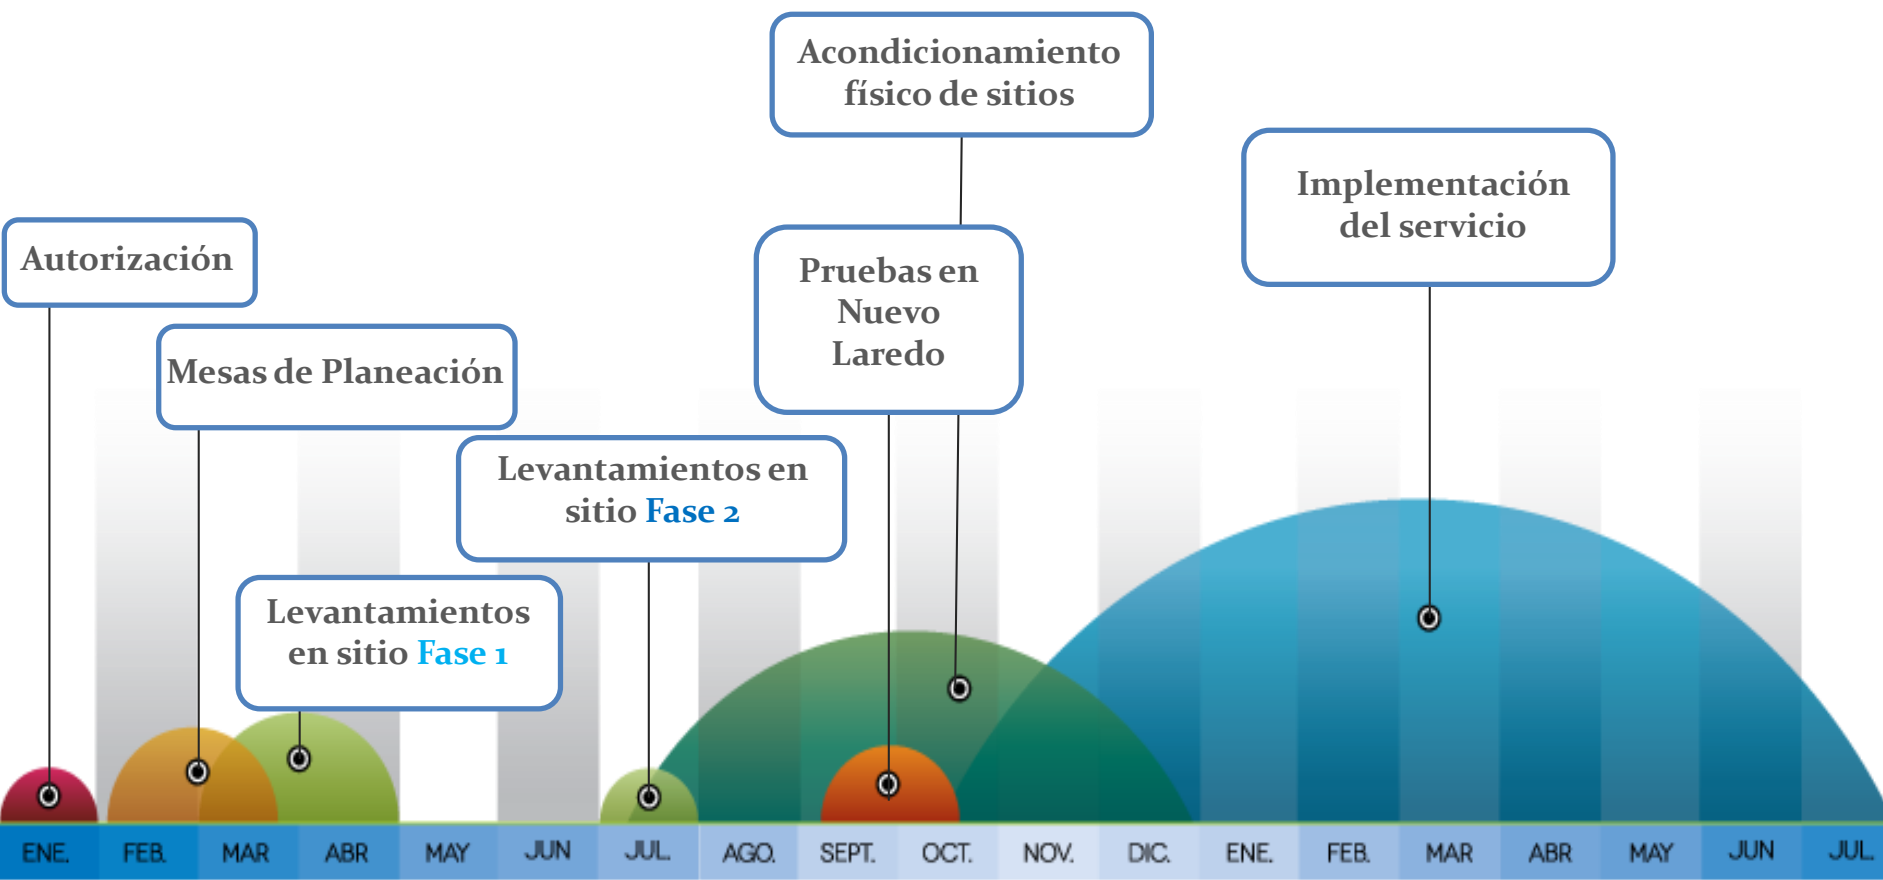 Acondicionamiento
físico de sitios
Implementación
del servicio
Autorización
Pruebas en
Nuevo
Laredo
Mesas de Planeación
Levantamientos en
sitio Fase 2
Levantamientos
en sitio Fase 1
ENE. FEB. MAR ABR MAY JUN JUL. AGO. SEPT. OCT. NOV. DIC. ENE. FEB. MAR ABR MAY JUN JUL.